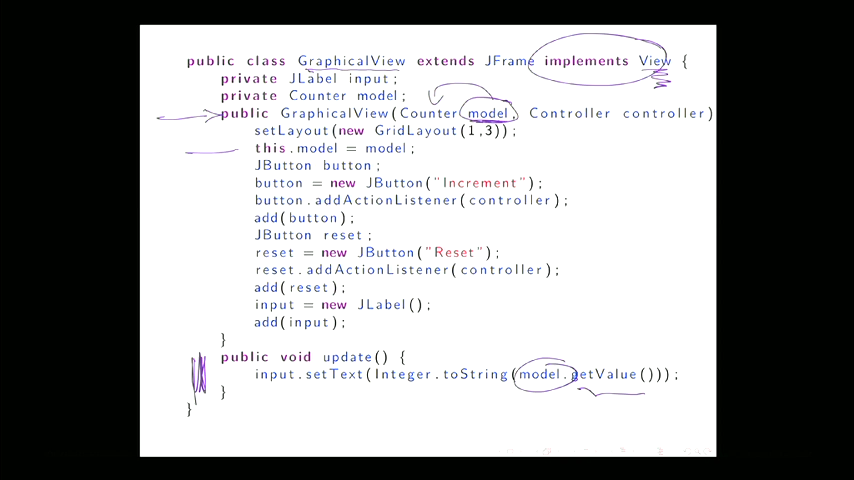 public class GraphicalView extends JFrame implements View {
private JLabel input;
private Counter model;
public GraphicalView(Counter model, Controller controller)
setLayout(new GridLayout(1,3));
this.model = model;
JButton button;
button = new JButton("Increment");
button.addActionListener(controller);
add(button);
JButton reset;
reset = new JButton("Reset");
reset.addActionListener(controller);
add(reset);
input = new JLabel();
add(input);
}
public void update() {
input.setText(Integer.toString(model.getValue()));
}
}